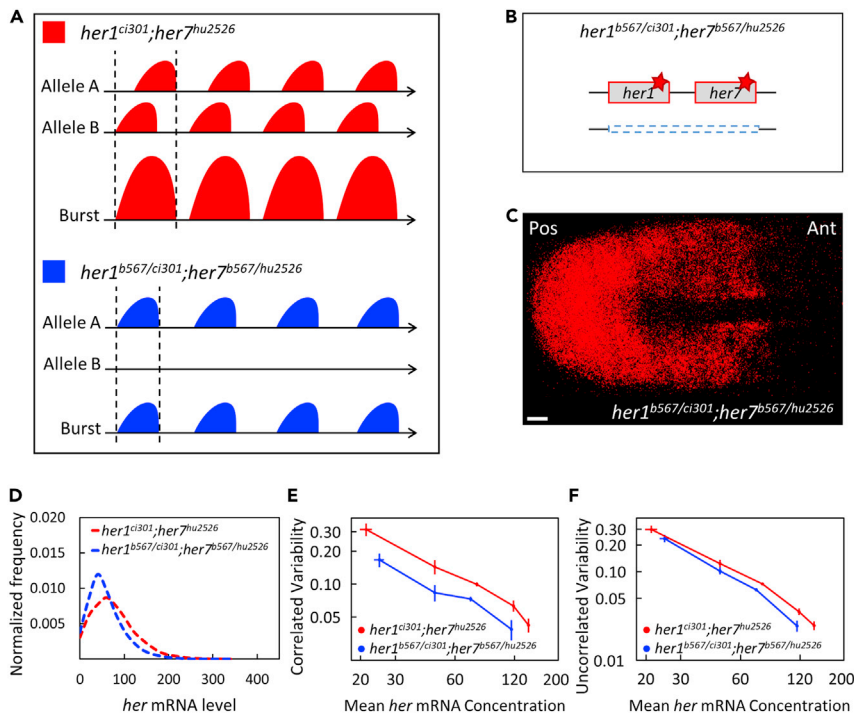 A
her1ci301;her7hu2526
Allele A
Allele B
Burst
her1b567/ci301;her7b567/hu2526
Allele A
Allele B
Burst
B
her1b567/ci301;her7b567/hu2526
her1 her7
C
Pos Ant
her1b567/ci301;her7b567/hu2526
D
Normalized frequency
0.020
0.015
0.010
0.005
her1ci301;her7hu2526
her1b567/ci301;her7b567/hu2526
0 100 200 300 400
her mRNA level
E
Correlated Variability
0.30
0.20
0.10
0.05
her1ci301;her7hu2526
her1b567/ci301;her7b567/hu2526
20 30 60 120 200
Mean her mRNA Concentration
F
Uncorrelated Variability
0.30
0.20
0.10
0.05
0.01
her1ci301;her7hu2526
her1b567/ci301;her7b567/hu2526
20 30 60 120 200
Mean her mRNA Concentration